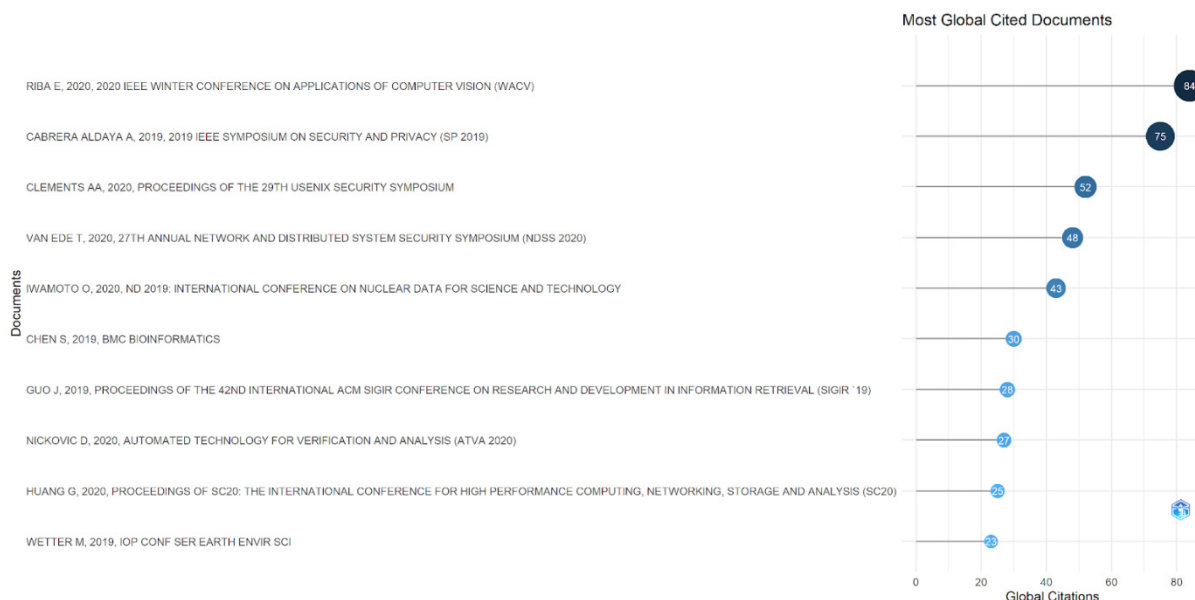 Most Global Cited Documents
RIBA E, 2020, 2020 IEEE WINTER CONFERENCE ON APPLICATIONS OF COMPUTER VISION (WACV)
84
CABRERA ALDAYA A, 2019, 2019 IEEE SYMPOSIUM ON SECURITY AND PRIVACY (SP 2019)
75
CLEMENTS AA, 2020, PROCEEDINGS OF THE 29TH USENIX SECURITY SYMPOSIUM
52
VAN EDE T, 2020, 27TH ANNUAL NETWORK AND DISTRIBUTED SYSTEM SECURITY SYMPOSIUM (NDSS 2020)
48
Documents
IWAMOTO O, 2020, ND 2019: INTERNATIONAL CONFERENCE ON NUCLEAR DATA FOR SCIENCE AND TECHNOLOGY
43
CHEN S, 2019, BMC BIOINFORMATICS
30
GUO J, 2019, PROCEEDINGS OF THE 42ND INTERNATIONAL ACM SIGIR CONFERENCE ON RESEARCH AND DEVELOPMENT IN INFORMATION RETRIEVAL (SIGIR `19)
28
NICKOVIC D, 2020, AUTOMATED TECHNOLOGY FOR VERIFICATION AND ANALYSIS (ATVA 2020)
27
HUANG G, 2020, PROCEEDINGS OF SC20: THE INTERNATIONAL CONFERENCE FOR HIGH PERFORMANCE COMPUTING, NETWORKING, STORAGE AND ANALYSIS (SC20)
25
WETTER M, 2019, IOP CONF SER EARTH ENVIR SCI
23
0 20 40 60 80
Global Citations